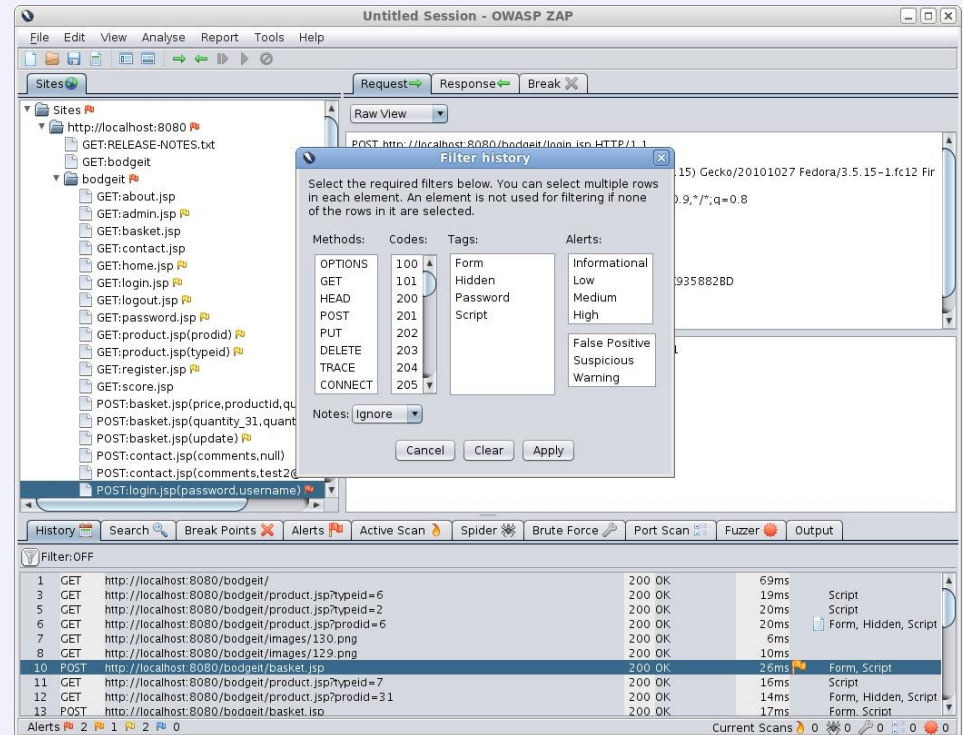 Untitled Session - OWASP ZAP
File Edit View Analyse Report Tools Help
Sites
Request Response Break
Sites
http://localhost:8080
GET:RELEASE-NOTES.txt
GET:bodgeit
bodgeit
GET:about.jsp
GET:admin.jsp
GET:basket.jsp
GET:contact.jsp
GET:home.jsp
GET:login.jsp
GET:logout.jsp
GET:password.jsp
GET:product.jsp(prodid)
GET:product.jsp(typeid)
GET:register.jsp
GET:score.jsp
POST:basket.jsp(price,productid,qu
POST:basket.jsp(quantity_31,quant
POST:basket.jsp(update)
POST:contact.jsp(comments,null)
POST:contact.jsp(comments,test2@
POST:login.jsp(password,username)
Raw View
POST http://localhost:8080/bodgeit/login.jsp HTTP/1.1
.15) Gecko/20101027 Fedora/3.5.15-1.fc12 Fir
0.9,*/*;q=0.8
935882BD
Filter history
Select the required filters below. You can select multiple rows
in each element. An element is not used for filtering if none
of the rows in it are selected.
Methods: Codes: Tags: Alerts:
OPTIONS 100 Form Informational
GET 101 Hidden Low
HEAD 200 Password Medium
POST 201 Script High
PUT 202 False Positive
DELETE 203 Suspicious
TRACE 204 Warning
CONNECT 205
Notes: Ignore
Cancel Clear Apply
History Search Break Points Alerts Active Scan Spider Brute Force Port Scan Fuzzer Output
Filter:OFF
1 GET http://localhost:8080/bodgeit/ 200 OK 69ms
3 GET http://localhost:8080/bodgeit/product.jsp?typeid=6 200 OK 19ms Script
5 GET http://localhost:8080/bodgeit/product.jsp?typeid=2 200 OK 20ms Script
6 GET http://localhost:8080/bodgeit/product.jsp?prodid=6 200 OK 20ms Form, Hidden, Script
7 GET http://localhost:8080/bodgeit/images/130.png 200 OK 6ms
8 GET http://localhost:8080/bodgeit/images/129.png 200 OK 10ms
10 POST http://localhost:8080/bodgeit/basket.jsp 200 OK 26ms Form, Script
11 GET http://localhost:8080/bodgeit/product.jsp?typeid=7 200 OK 16ms Script
12 GET http://localhost:8080/bodgeit/product.jsp?prodid=31 200 OK 14ms Form, Hidden, Script
13 POST http://localhost:8080/bodgeit/basket.jsp 200 OK 17ms Form, Script
Alerts 2 1 2 0 Current Scans 0 0 0 0 0